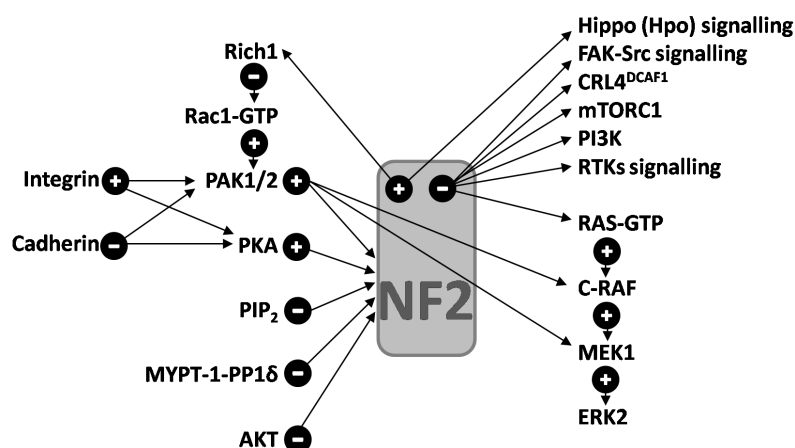 Hippo (Hpo) signalling
FAK-Src signalling
CRL4DCAF1
mTORC1
PI3K
RTKs signalling
Rich1
Rac1-GTP
Integrin
PAK1/2
Cadherin
PKA
PIP2
MYPT-1-PP1δ
AKT
NF2
RAS-GTP
C-RAF
MEK1
ERK2